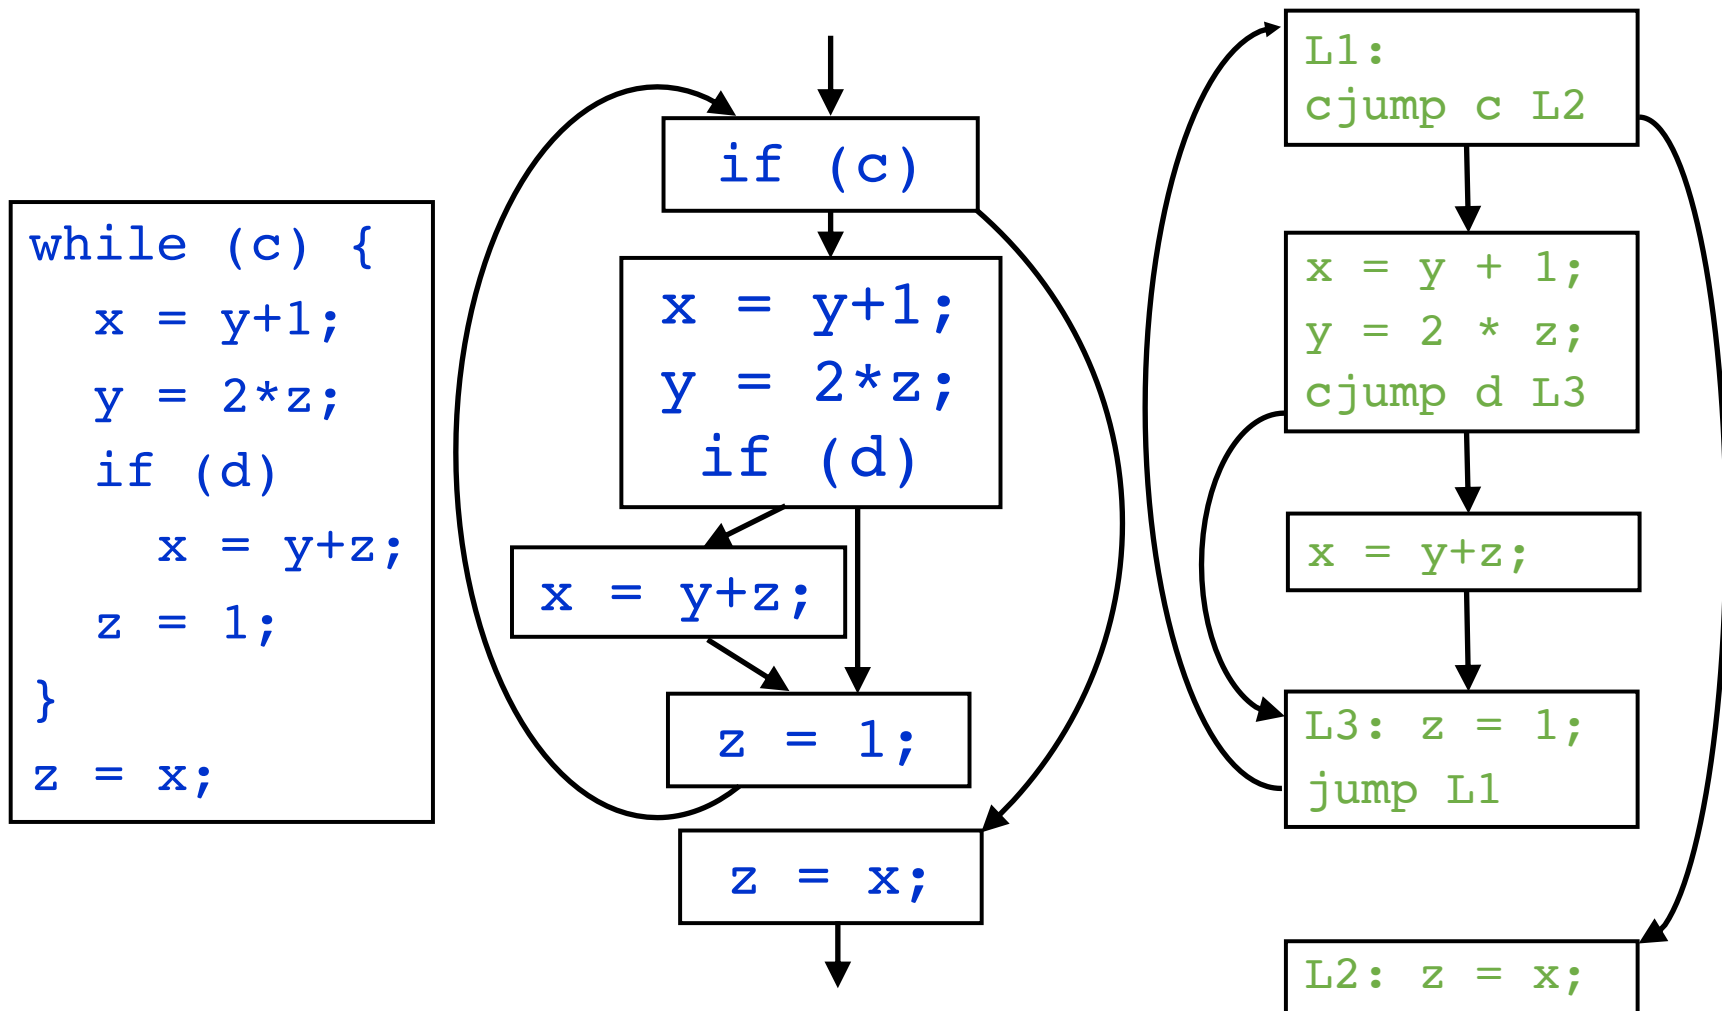 while (c) {
x = y+1;
y = 2*z;
if (d)
x = y+z;
z = 1;
}
z = x;
if (c)
x = y+1;
y = 2*z;
if (d)
x = y+z;
z = 1;
z = x;
L1:
cjump c L2
x = y + 1;
y = 2 * z;
cjump d L3
x = y+z;
L3: z = 1;
jump L1
L2: z = x;